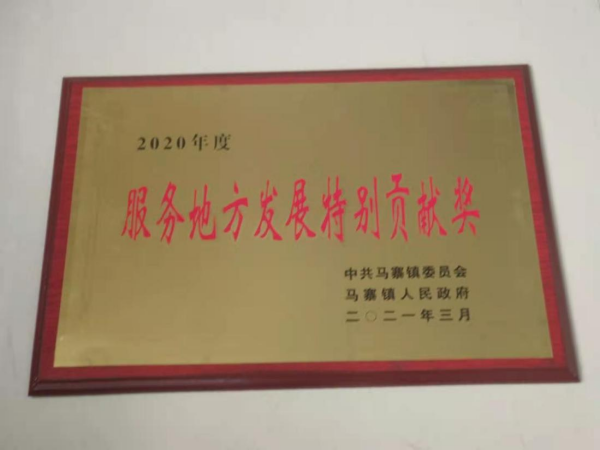 2020年度
服务地方发展特别贡献奖
中共马寨镇委员会
马寨镇人民政府
二〇二一年三月